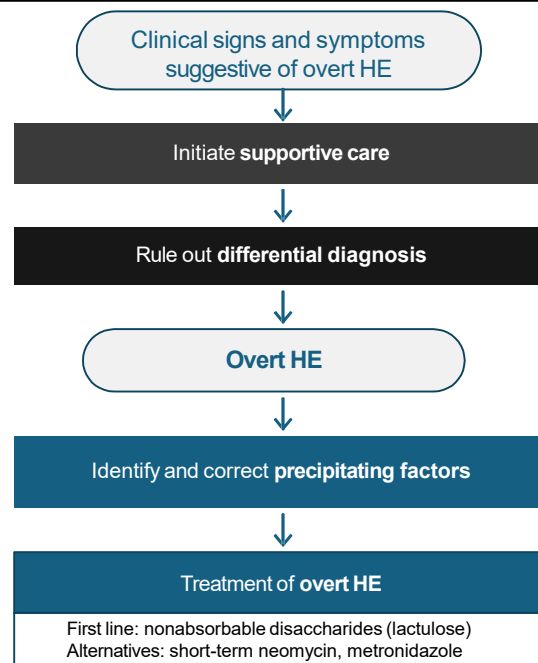 Clinical signs and symptoms
suggestive of overt HE
Initiate supportive care
Rule out differential diagnosis
Overt HE
Identify and correct precipitating factors
Treatment of overt HE
First line: nonabsorbable disaccharides (lactulose)
Alternatives: short-term neomycin, metronidazole